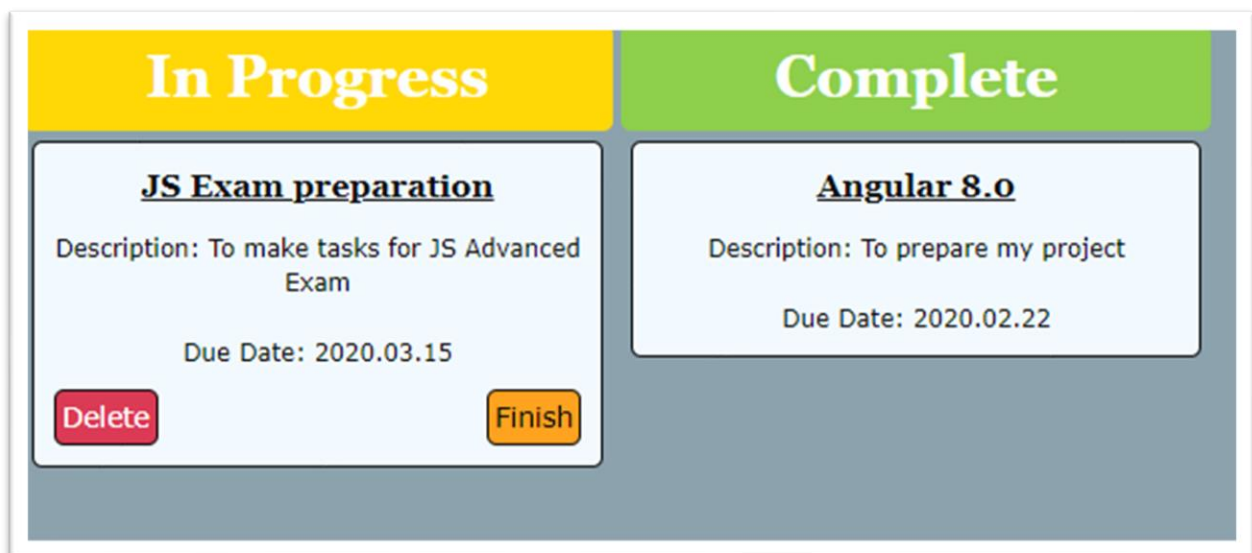 In Progress
JS Exam preparation
Description: To make tasks for JS Advanced
Exam
Due Date: 2020.03.15
Delete
Finish
Complete
Angular 8.0
Description: To prepare my project
Due Date: 2020.02.22